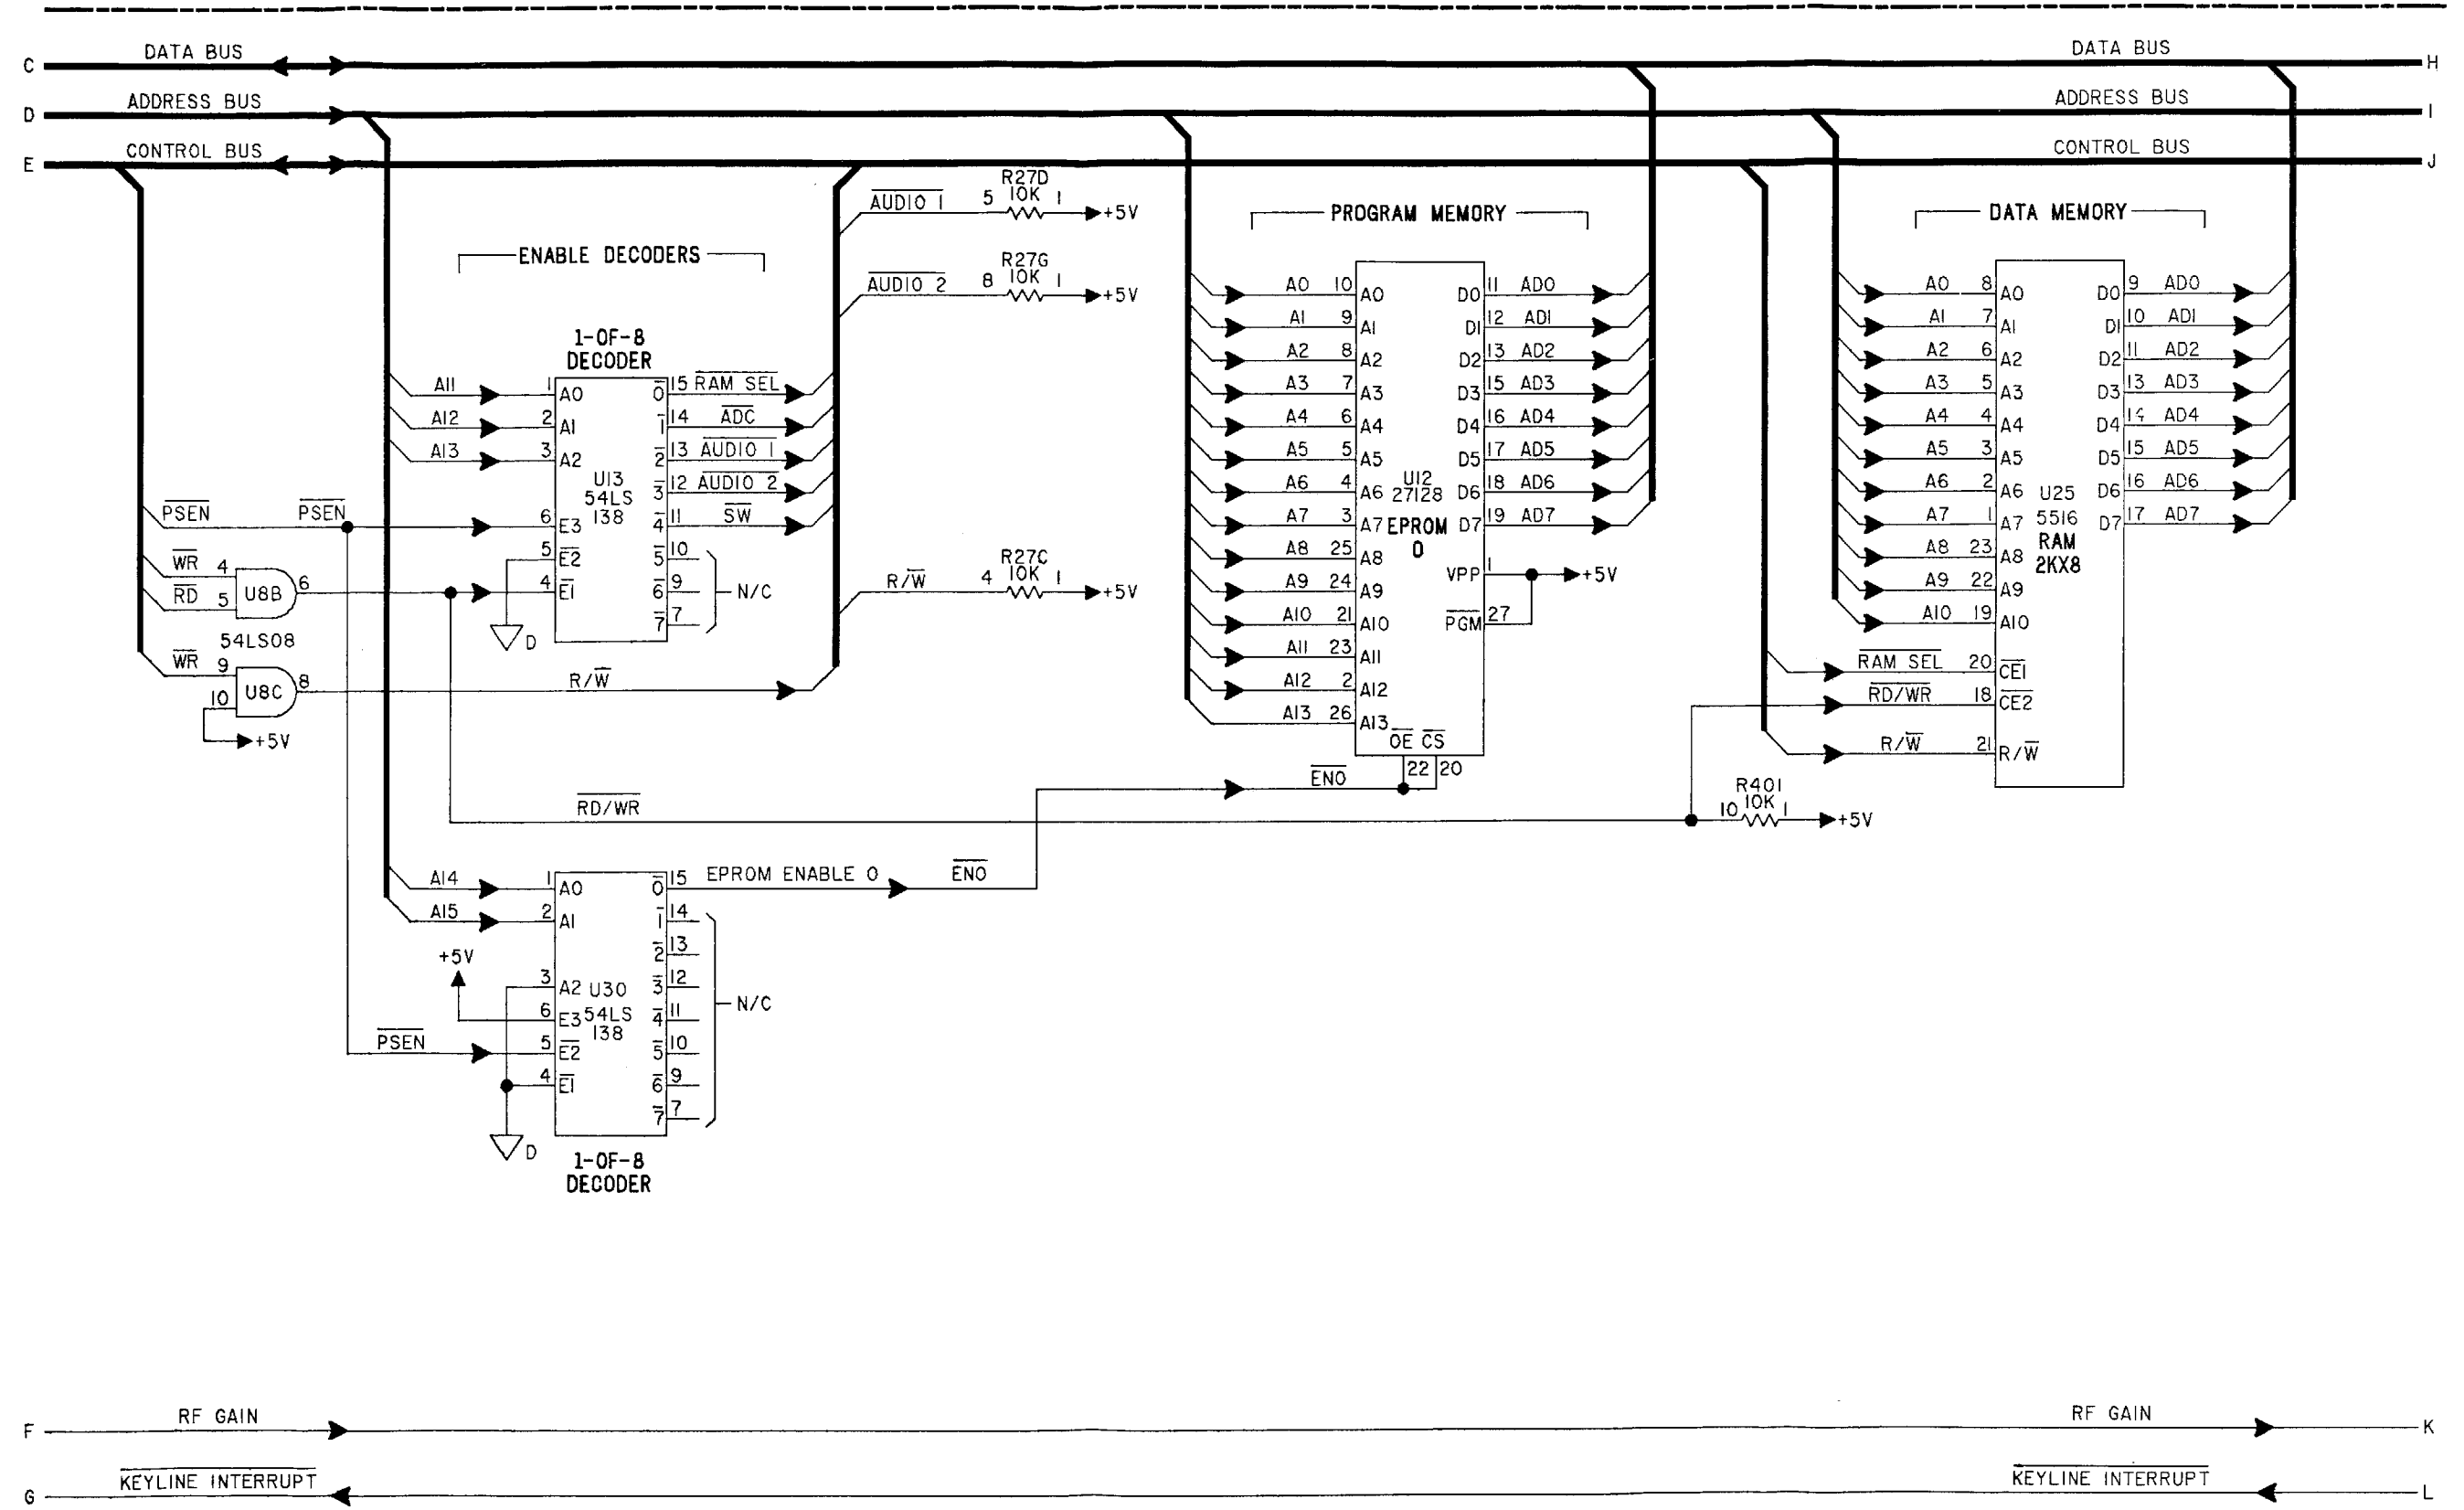 C DATA BUS DATA BUS H
D ADDRESS BUS ADDRESS BUS I
E CONTROL BUS CONTROL BUS J
AUDIO 1 5 R27D 10K 1 +5V
AUDIO 2 8 R27G 10K 1 +5V
R/W 4 R27C 10K 1 +5V
ENABLE DECODERS
1-OF-8
DECODER
A11 1 A0
A12 2 A1
A13 3 A2
U13
54LS
138
PSEN PSEN 6 E3
5 E2
4 E1
D
0 15 RAM SEL
1 14 ADC
2 13 AUDIO 1
3 12 AUDIO 2
4 11 SW
5 10
6 9
7 7
N/C
WR 4
RD 5
U8B 6
54LS08
WR 9
10
U8C 8
+5V
R/W
RD/WR
A14 1 A0
A15 2 A1
+5V
3 A2
6 E3
PSEN 5 E2
4 E1
D
U30
54LS
138
0 15 EPROM ENABLE 0 EN0
1 14
2 13
3 12
4 11
5 10
6 9
7 7
N/C
1-OF-8
DECODER
PROGRAM MEMORY
A0 10 A0
A1 9 A1
A2 8 A2
A3 7 A3
A4 6 A4
A5 5 A5
A6 4 A6
A7 3 A7
A8 25 A8
A9 24 A9
A10 21 A10
A11 23 A11
A12 2 A12
A13 26 A13
U12
27128
EPROM
0
D0 11 AD0
D1 12 AD1
D2 13 AD2
D3 15 AD3
D4 16 AD4
D5 17 AD5
D6 18 AD6
D7 19 AD7
VPP 1 +5V
PGM 27
OE CS
22 20
EN0
DATA MEMORY
A0 8 A0
A1 7 A1
A2 6 A2
A3 5 A3
A4 4 A4
A5 3 A5
A6 2 A6
A7 1 A7
A8 23 A8
A9 22 A9
A10 19 A10
RAM SEL 20 CE1
RD/WR 18 CE2
R/W 21 R/W
U25
5516
RAM
2KX8
D0 9 AD0
D1 10 AD1
D2 11 AD2
D3 13 AD3
D4 14 AD4
D5 15 AD5
D6 16 AD6
D7 17 AD7
R401
10 10K 1 +5V
F RF GAIN RF GAIN K
G KEYLINE INTERRUPT KEYLINE INTERRUPT L